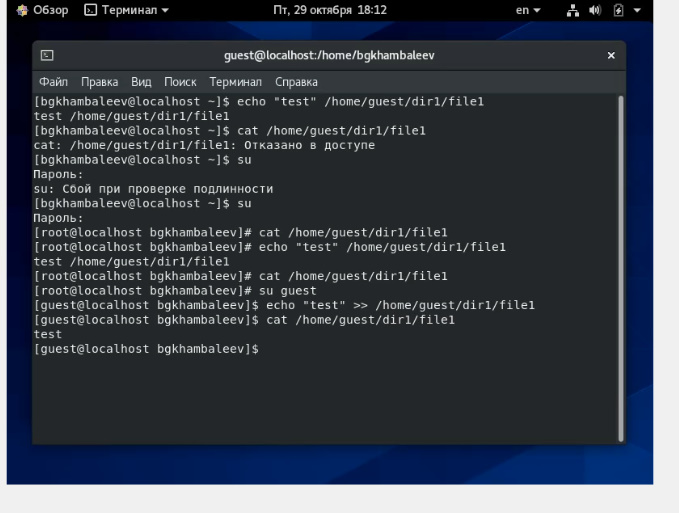 Обзор Терминал Пт, 29 октября 18:12 en
guest@localhost:/home/bgkhambaleev
Файл Правка Вид Поиск Терминал Справка
[bgkhambaleev@localhost ~]$ echo "test" /home/guest/dir1/file1
test /home/guest/dir1/file1
[bgkhambaleev@localhost ~]$ cat /home/guest/dir1/file1
cat: /home/guest/dir1/file1: Отказано в доступе
[bgkhambaleev@localhost ~]$ su
Пароль:
su: Сбой при проверке подлинности
[bgkhambaleev@localhost ~]$ su
Пароль:
[root@localhost bgkhambaleev]# cat /home/guest/dir1/file1
[root@localhost bgkhambaleev]# echo "test" /home/guest/dir1/file1
test /home/guest/dir1/file1
[root@localhost bgkhambaleev]# cat /home/guest/dir1/file1
[root@localhost bgkhambaleev]# su guest
[guest@localhost bgkhambaleev]$ echo "test" >> /home/guest/dir1/file1
[guest@localhost bgkhambaleev]$ cat /home/guest/dir1/file1
test
[guest@localhost bgkhambaleev]$